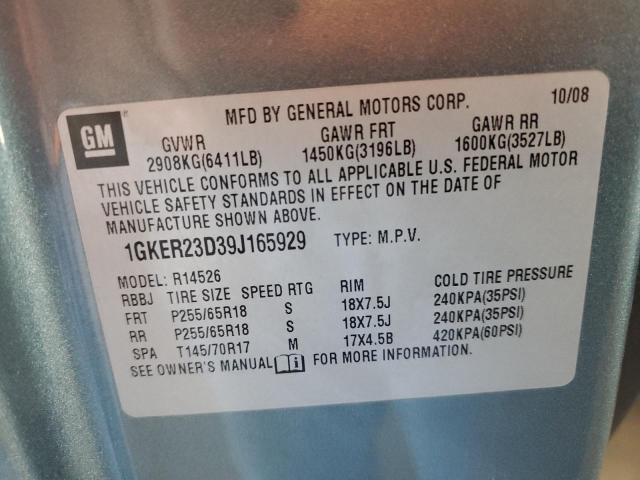 GM
MFD BY GENERAL MOTORS CORP. 10/08
GVWR GAWR FRT GAWR RR
2908KG(6411LB) 1450KG(3196LB) 1600KG(3527LB)
THIS VEHICLE CONFORMS TO ALL APPLICABLE U.S. FEDERAL MOTOR
VEHICLE SAFETY STANDARDS IN EFFECT ON THE DATE OF
MANUFACTURE SHOWN ABOVE.
1GKER23D39J165929 TYPE: M.P.V.
MODEL: R14526
RBBJ TIRE SIZE SPEED RTG RIM COLD TIRE PRESSURE
FRT P255/65R18 S 18X7.5J 240KPA(35PSI)
RR P255/65R18 S 18X7.5J 240KPA(35PSI)
SPA T145/70R17 M 17X4.5B 420KPA(60PSI)
SEE OWNER'S MANUAL i FOR MORE INFORMATION.